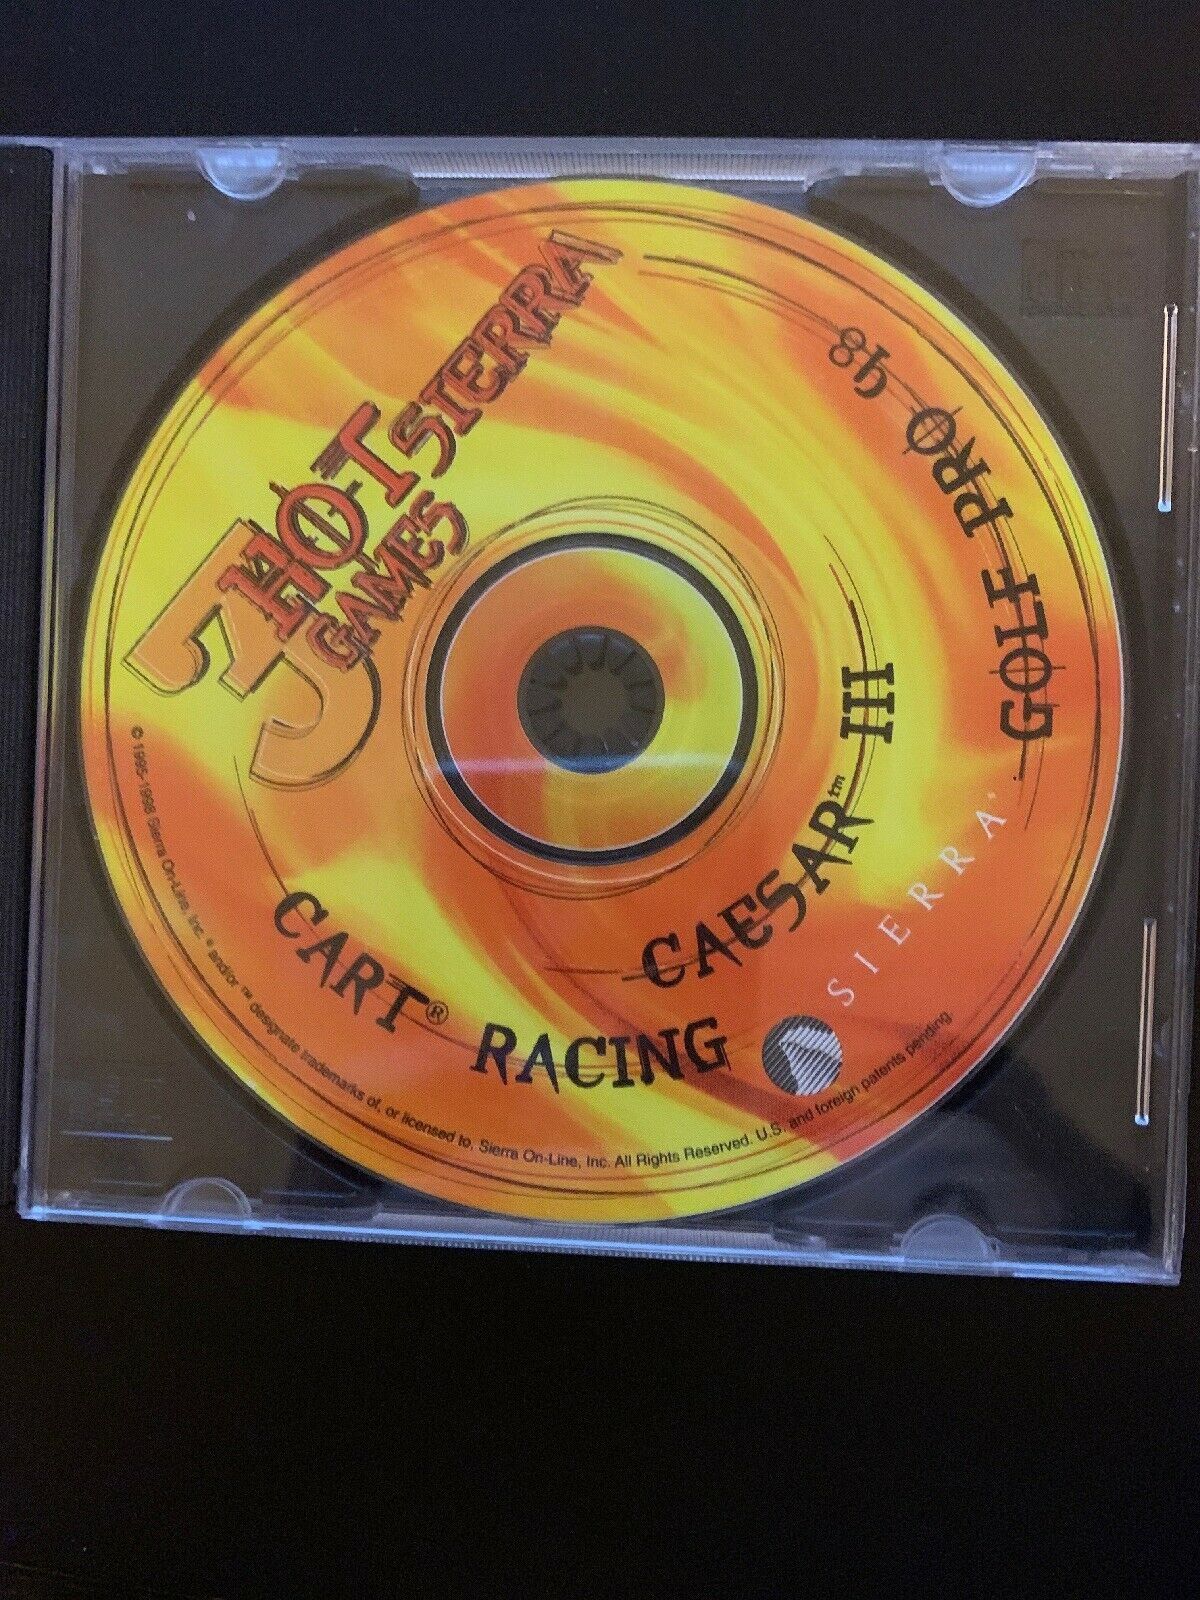 3 HOT SIERRA
GAMES
GOLF PRO 98
CAESAR™ III
CART® RACING
SIERRA®
© 1995-1998 Sierra On-Line, Inc. ® and/or ™ designate trademarks of, or licensed to, Sierra On-Line, Inc. All Rights Reserved. U.S. and foreign patents pending.